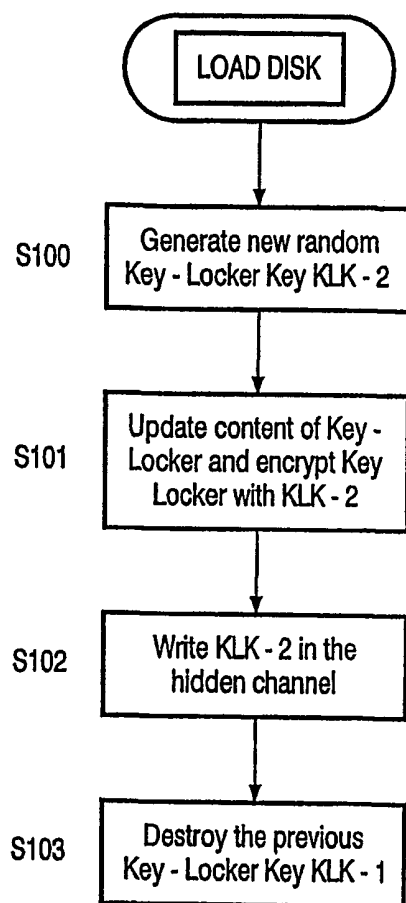 LOAD DISK
S100
Generate new random
Key - Locker Key KLK - 2
S101
Update content of Key -
Locker and encrypt Key
Locker with KLK - 2
S102
Write KLK - 2 in the
hidden channel
S103
Destroy the previous
Key - Locker Key KLK - 1